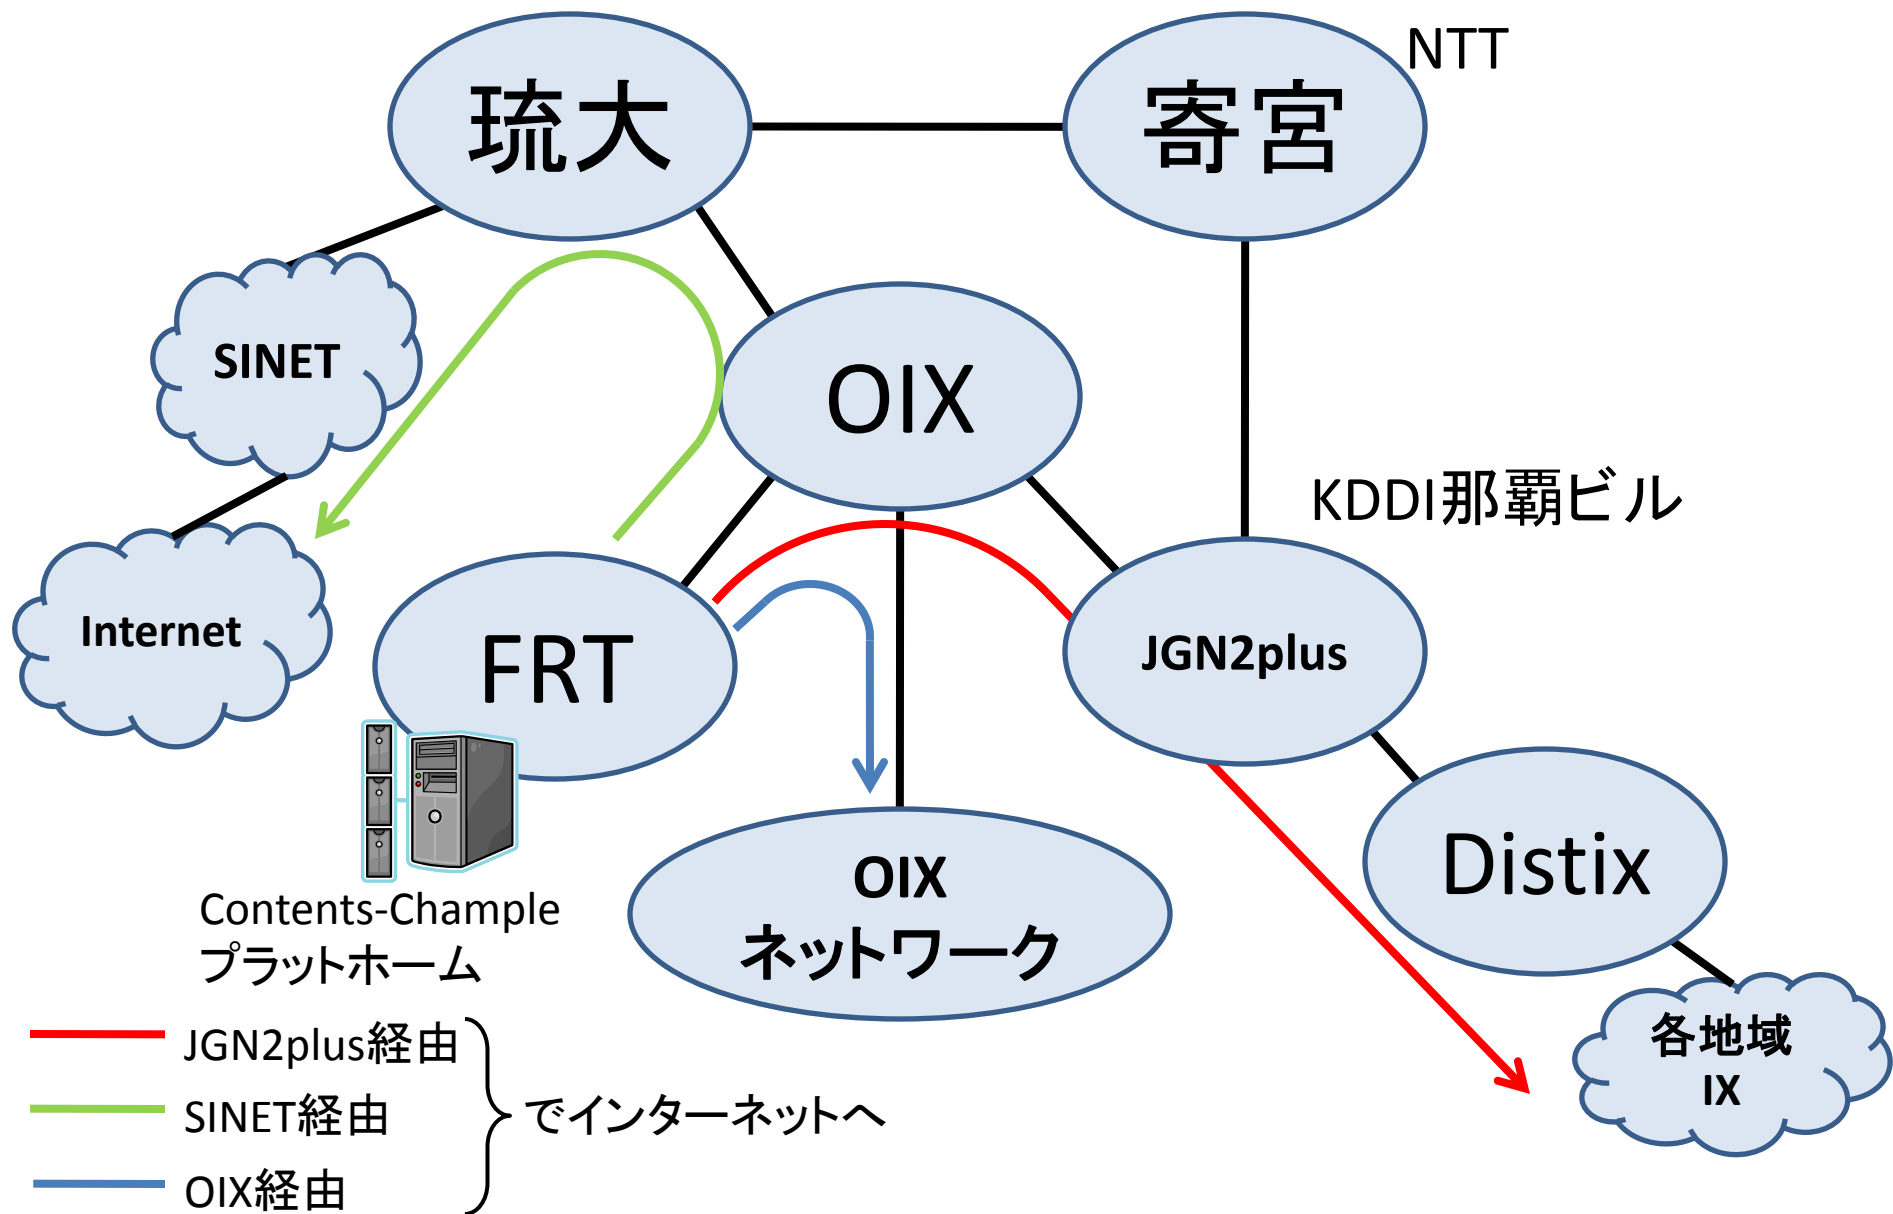 琉大
寄宮
NTT
SINET
OIX
KDDI那覇ビル
Internet
FRT
JGN2plus
Distix
OIX
ネットワーク
Contents-Chample
プラットホーム
各地域
IX
JGN2plus経由
SINET経由
でインターネットへ
OIX経由